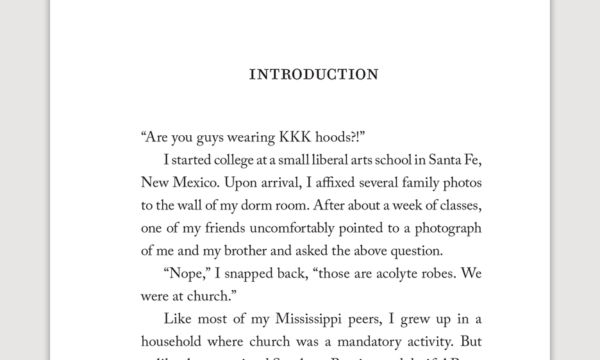 INTRODUCTION
“Are you guys wearing KKK hoods?!”
I started college at a small liberal arts school in Santa Fe,
New Mexico. Upon arrival, I affixed several family photos
to the wall of my dorm room. After about a week of classes,
one of my friends uncomfortably pointed to a photograph
of me and my brother and asked the above question.
“Nope,” I snapped back, “those are acolyte robes. We
were at church.”
Like most of my Mississippi peers, I grew up in a
household where church was a mandatory activity. But